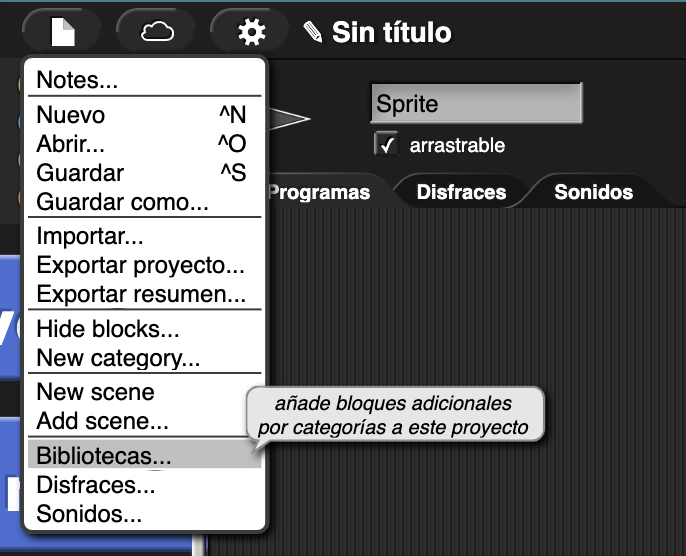 Sin título
Notes...
Nuevo ^N
Abrir... ^O
Guardar ^S
Guardar como...
Importar...
Exportar proyecto...
Exportar resumen...
Hide blocks...
New category...
New scene
Add scene...
Bibliotecas...
Disfraces...
Sonidos...
Sprite
arrastrable
Programas Disfraces Sonidos
añade bloques adicionales
por categorías a este proyecto